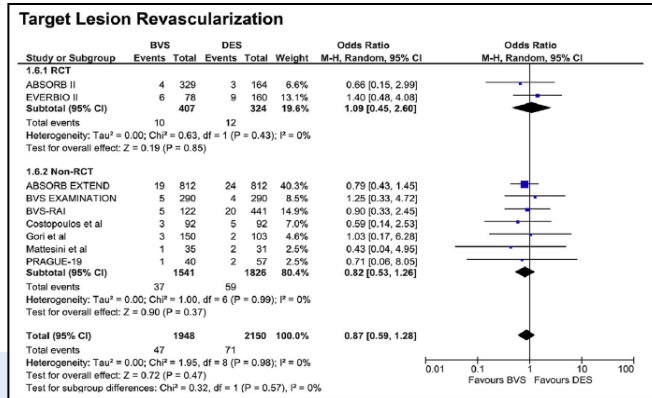 Target Lesion Revascularization
BVS DES Odds Ratio Odds Ratio
Study or Subgroup Events Total Events Total Weight M-H, Random, 95% CI M-H, Random, 95% CI
1.6.1 RCT
ABSORB II 4 329 3 164 6.6% 0.66 [0.15, 2.99]
EVERBIO II 6 78 9 160 13.1% 1.40 [0.48, 4.08]
Subtotal (95% CI) 407 324 19.6% 1.09 [0.45, 2.60]
Total events 10 12
Heterogeneity: Tau² = 0.00; Chi² = 0.63, df = 1 (P = 0.43); I² = 0%
Test for overall effect: Z = 0.19 (P = 0.85)
1.6.2 Non-RCT
ABSORB EXTEND 19 812 24 812 40.3% 0.79 [0.43, 1.45]
BVS EXAMINATION 5 290 4 290 8.5% 1.25 [0.33, 4.72]
BVS-RAI 5 122 20 441 14.9% 0.90 [0.33, 2.45]
Costopoulos et al 3 92 5 92 7.0% 0.59 [0.14, 2.53]
Gori et al 3 150 2 103 4.6% 1.03 [0.17, 6.28]
Mattesini et al 1 35 2 31 2.5% 0.43 [0.04, 4.95]
PRAGUE-19 1 40 2 57 2.5% 0.71 [0.06, 8.05]
Subtotal (95% CI) 1541 1826 80.4% 0.82 [0.53, 1.26]
Total events 37 59
Heterogeneity: Tau² = 0.00; Chi² = 1.00, df = 6 (P = 0.99); I² = 0%
Test for overall effect: Z = 0.90 (P = 0.37)
Total (95% CI) 1948 2150 100.0% 0.87 [0.59, 1.28]
Total events 47 71
Heterogeneity: Tau² = 0.00; Chi² = 1.95, df = 8 (P = 0.98); I² = 0%
Test for overall effect: Z = 0.72 (P = 0.47)
Test for subgroup differences: Chi² = 0.32, df = 1 (P = 0.57), I² = 0%
0.01 0.1 1 10 100
Favours BVS Favours DES